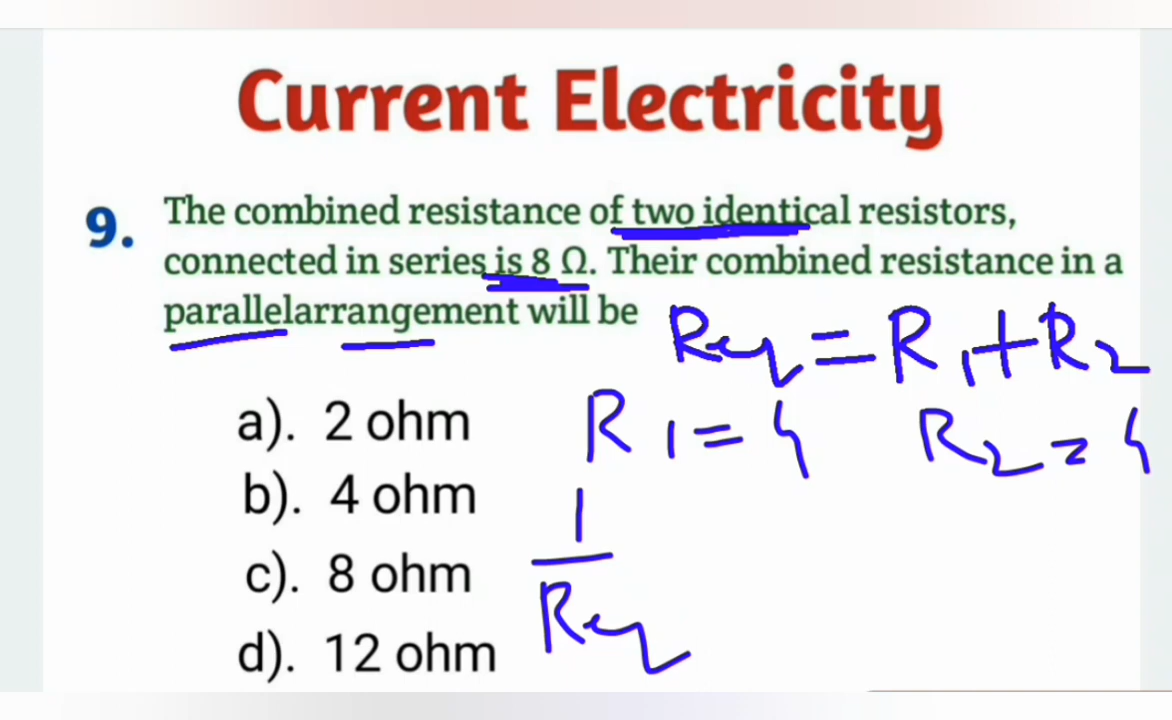 Current Electricity
9. The combined resistance of two identical resistors,
connected in series is 8 Ω. Their combined resistance in a
parallelarrangement will be
Req = R1 + R2
a). 2 ohm
R1 = 4 R2 = 4
b). 4 ohm
1
c). 8 ohm
Req
d). 12 ohm